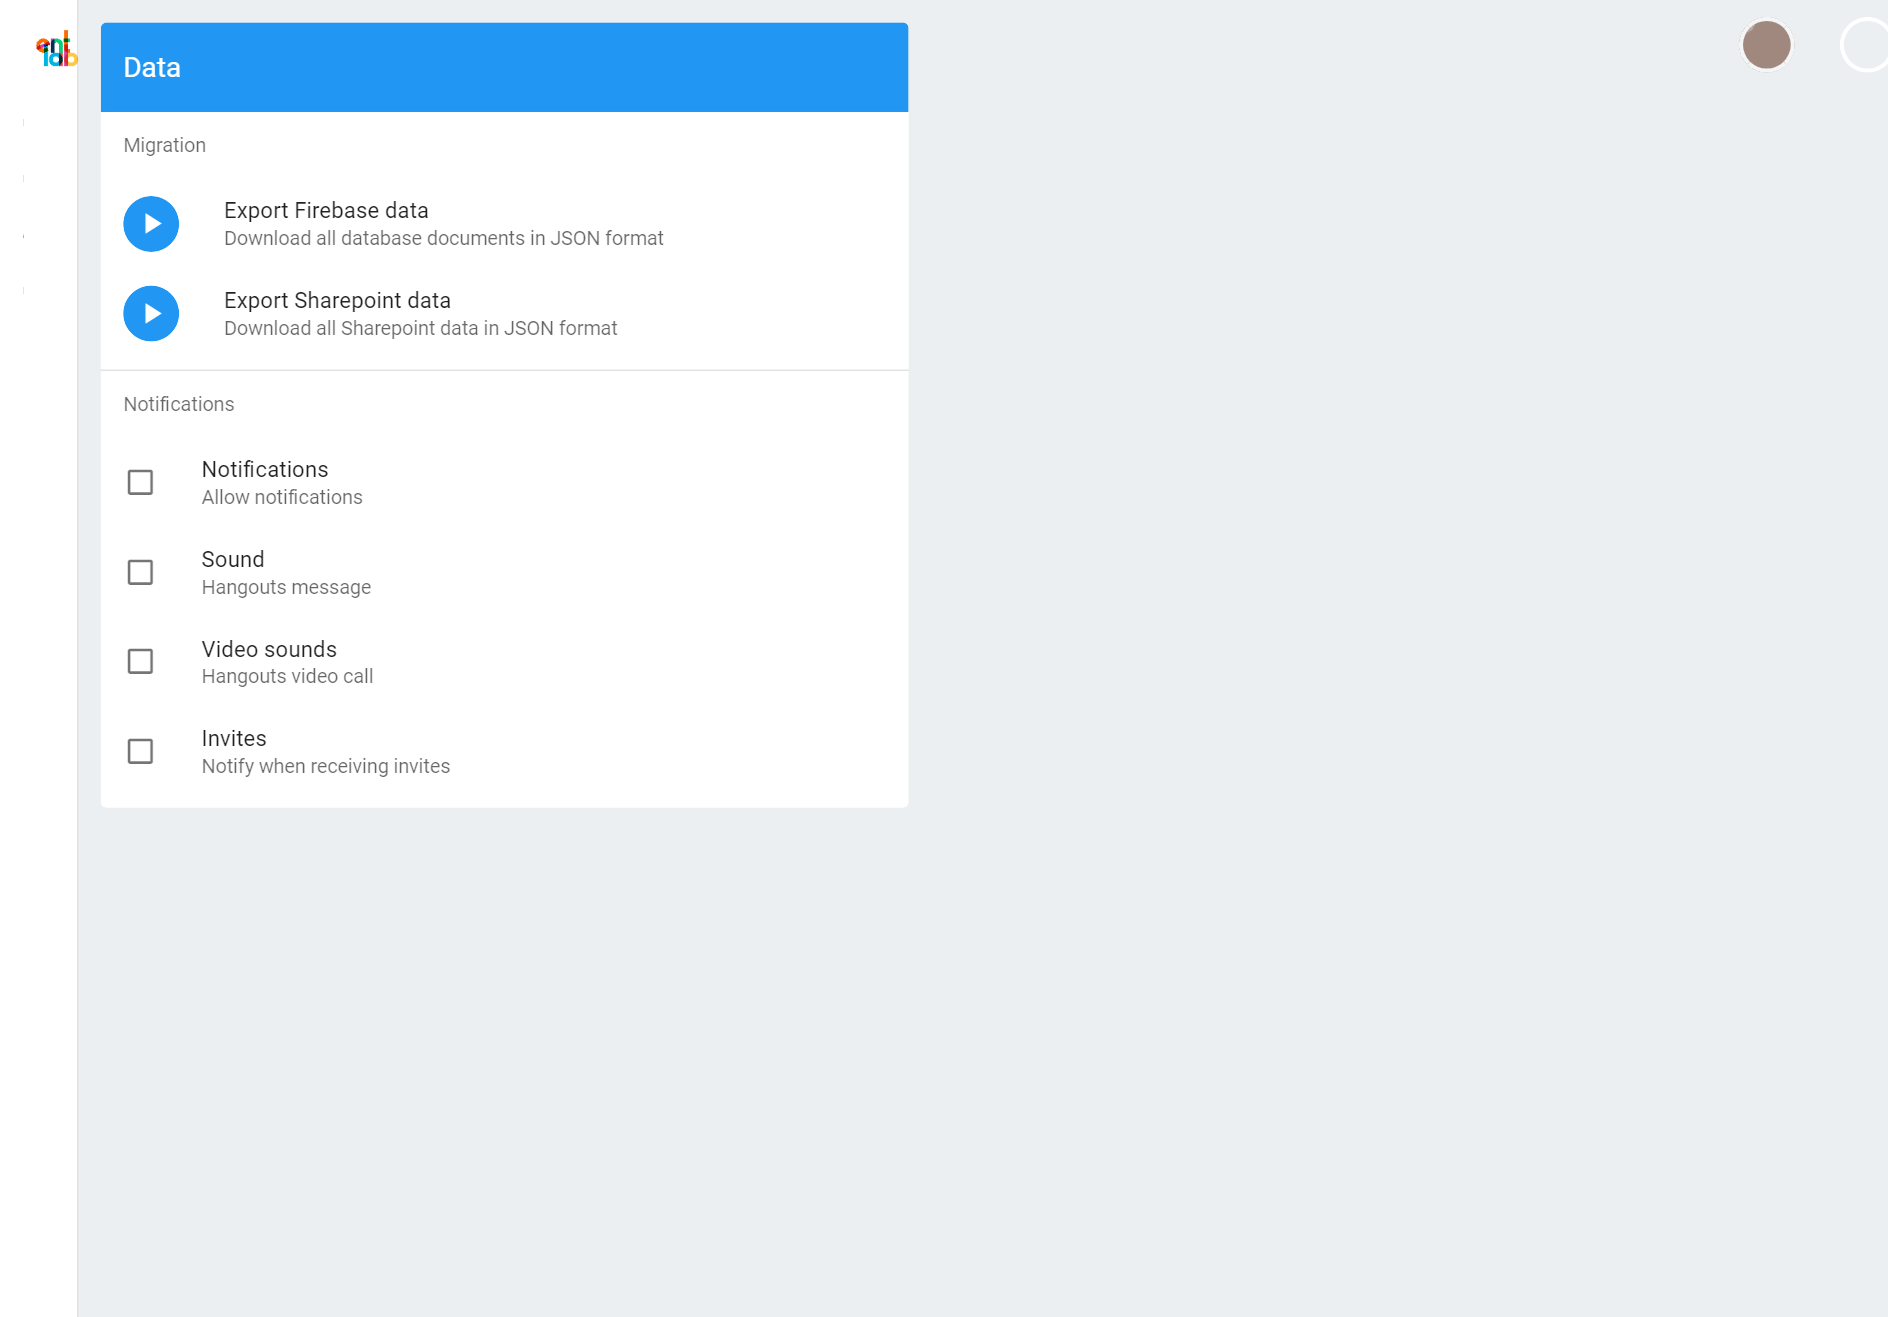 eni
lab
Data
Migration
Export Firebase data
Download all database documents in JSON format
Export Sharepoint data
Download all Sharepoint data in JSON format
Notifications
Notifications
Allow notifications
Sound
Hangouts message
Video sounds
Hangouts video call
Invites
Notify when receiving invites